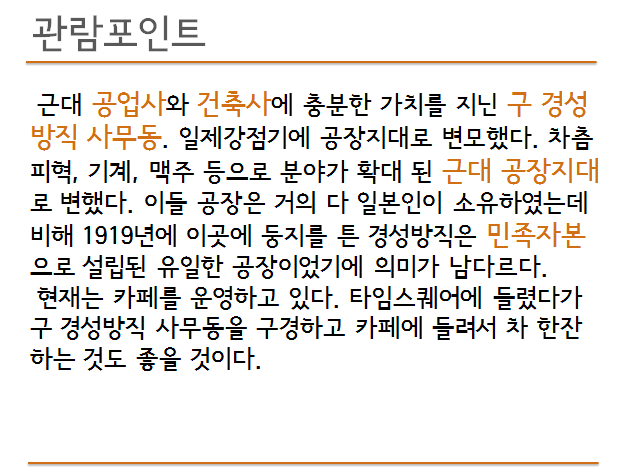 관람포인트
근대 공업사와 건축사에 충분한 가치를 지닌 구 경성
방직 사무동. 일제강점기에 공장지대로 변모했다. 차츰
피혁, 기계, 맥주 등으로 분야가 확대 된 근대 공장지대
로 변했다. 이들 공장은 거의 다 일본인이 소유하였는데
비해 1919년에 이곳에 둥지를 튼 경성방직은 민족자본
으로 설립된 유일한 공장이었기에 의미가 남다르다.
현재는 카페를 운영하고 있다. 타임스퀘어에 들렸다가
구 경성방직 사무동을 구경하고 카페에 들려서 차 한잔
하는 것도 좋을 것이다.